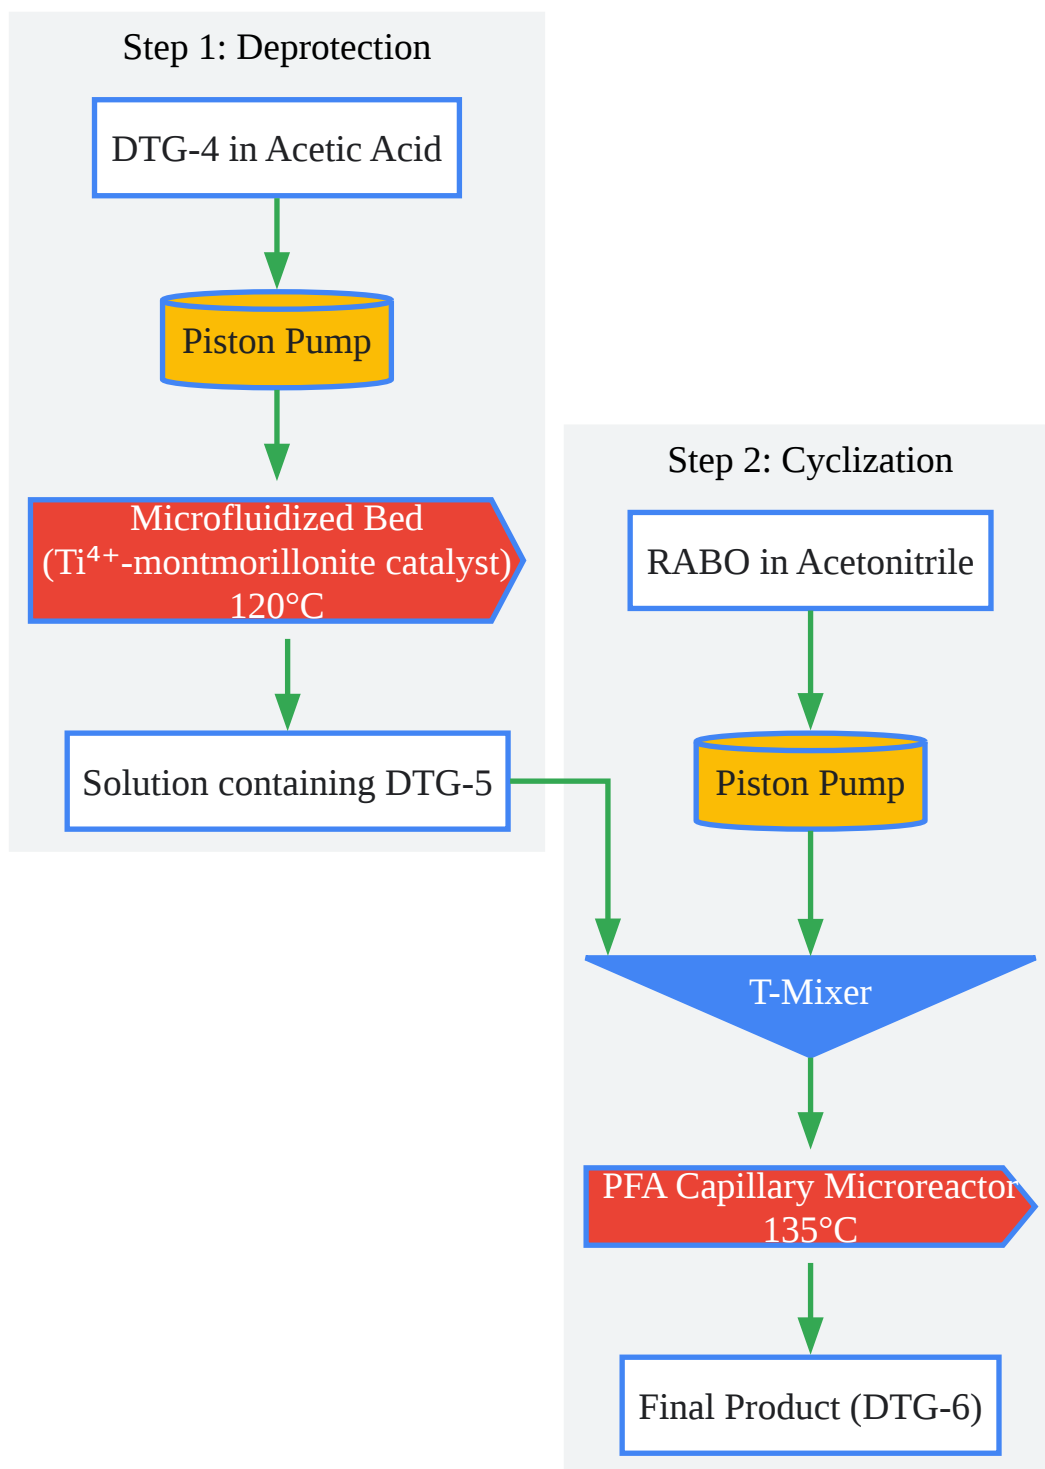 Step 1: Deprotection
DTG-4 in Acetic Acid
Piston Pump
Microfluidized Bed
(Ti⁴⁺-montmorillonite catalyst)
120°C
Solution containing DTG-5
Step 2: Cyclization
RABO in Acetonitrile
Piston Pump
T-Mixer
PFA Capillary Microreactor
135°C
Final Product (DTG-6)